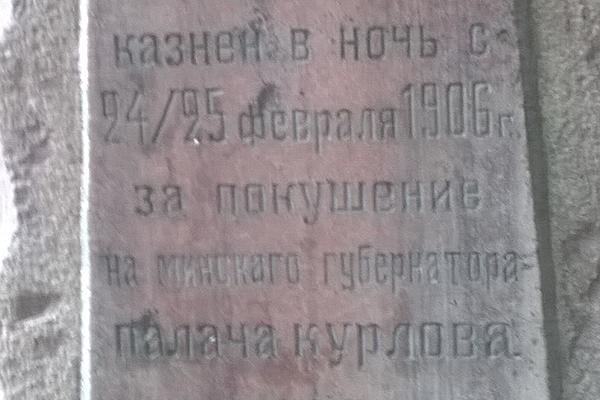 казнен в ночь с
24/25 февраля 1906 г.
за покушение
на минскаго губернатора-
палача курлова.